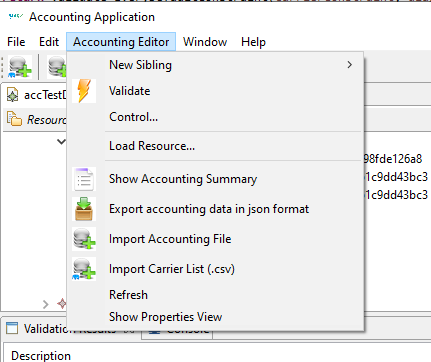 Accounting Application
File Edit Accounting Editor Window Help
New Sibling
accTestD
Validate
Resourc
Control...
Load Resource...
98fde126a8
Show Accounting Summary
1c9dd43bc3
1c9dd43bc3
Export accounting data in json format
Import Accounting File
Import Carrier List (.csv)
Refresh
Show Properties View
Validation Results Console
Description